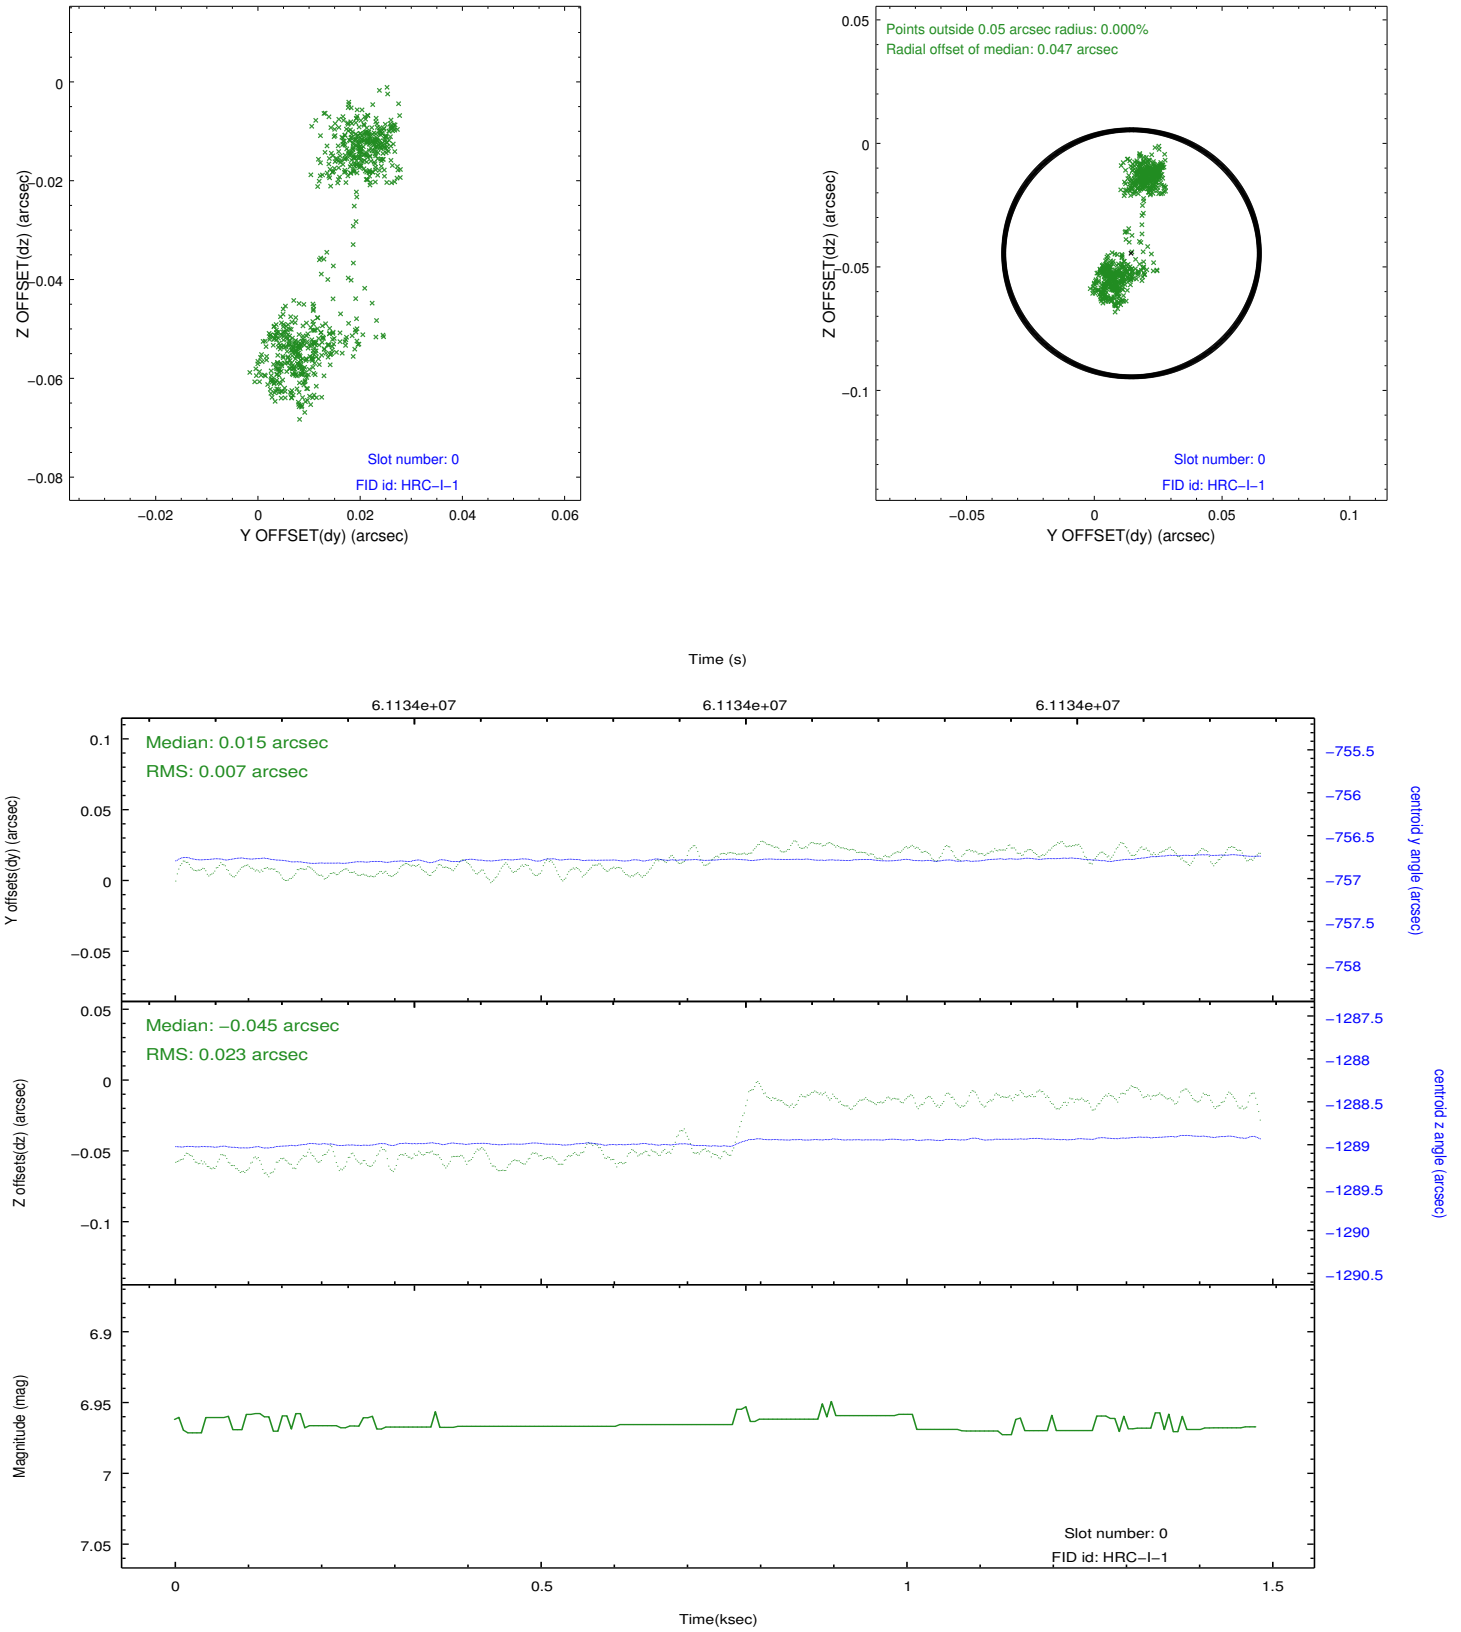 0
−0.02
−0.04
−0.06
−0.08
Z OFFSET(dz) (arcsec)
Slot number: 0
FID id: HRC−I−1
−0.02 0 0.02 0.04 0.06
Y OFFSET(dy) (arcsec)
Points outside 0.05 arcsec radius: 0.000%
Radial offset of median: 0.047 arcsec
0.05
0
−0.05
−0.1
Z OFFSET(dz) (arcsec)
Slot number: 0
FID id: HRC−I−1
−0.05 0 0.05 0.1
Y OFFSET(dy) (arcsec)
Time (s)
6.1134e+07 6.1134e+07 6.1134e+07
Median: 0.015 arcsec
RMS: 0.007 arcsec
0.1
0.05
0
−0.05
Y offsets(dy) (arcsec)
−755.5
−756
−756.5
−757
−757.5
−758
centroid y angle (arcsec)
Median: −0.045 arcsec
RMS: 0.023 arcsec
0.05
0
−0.05
−0.1
Z offsets(dz) (arcsec)
−1287.5
−1288
−1288.5
−1289
−1289.5
−1290
−1290.5
centroid z angle (arcsec)
6.9
6.95
7
7.05
Magnitude (mag)
Slot number: 0
FID id: HRC−I−1
0 0.5 1 1.5
Time(ksec)